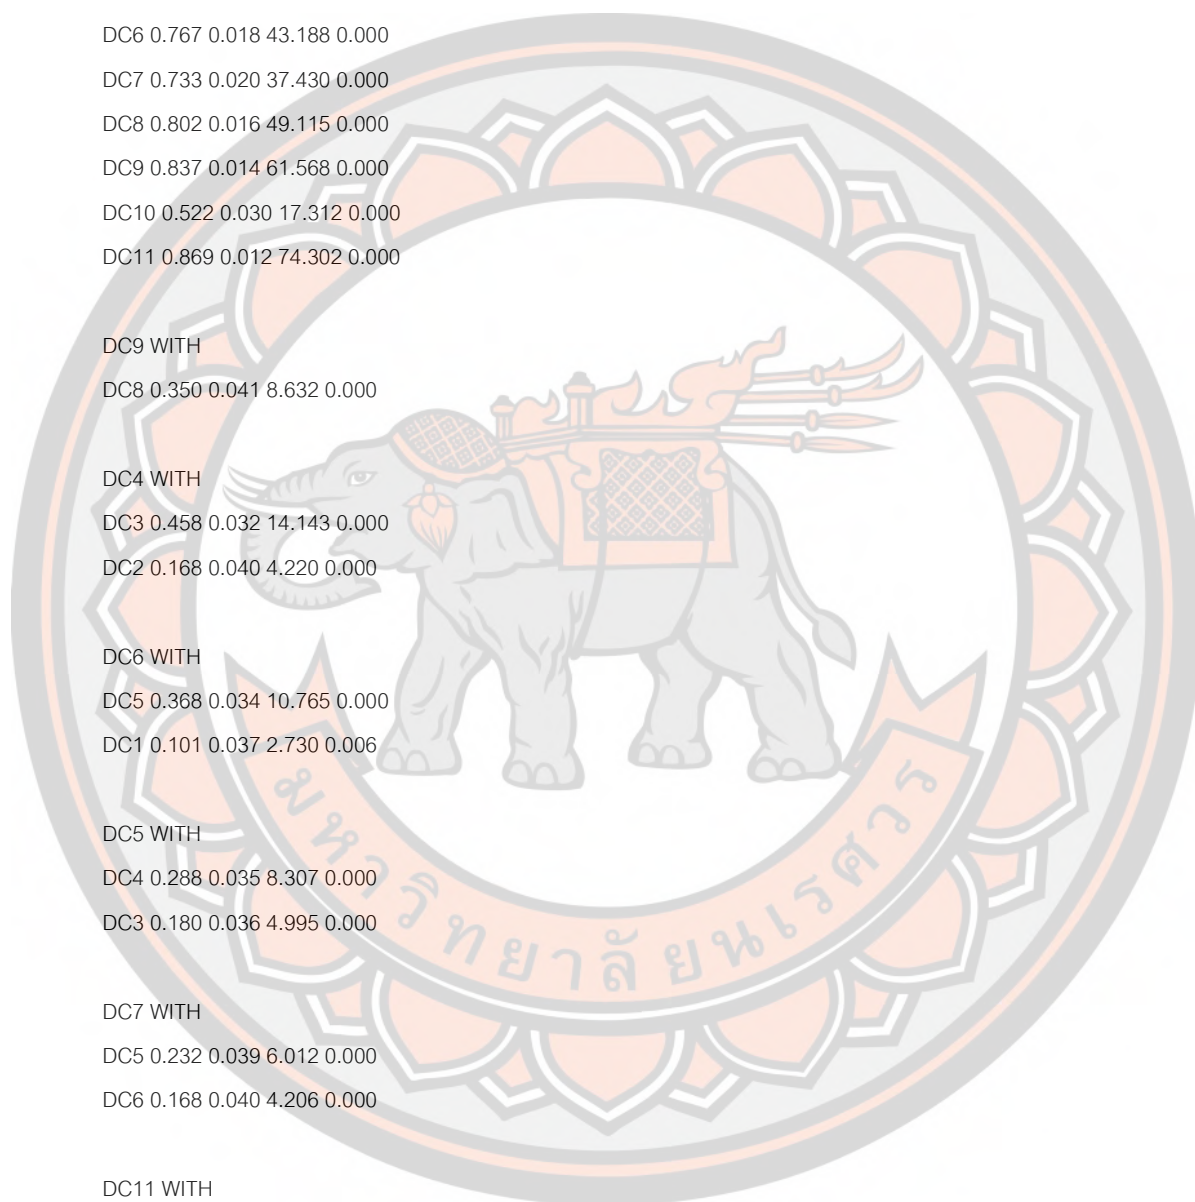 DC6 0.767 0.018 43.188 0.000
DC7 0.733 0.020 37.430 0.000
DC8 0.802 0.016 49.115 0.000
DC9 0.837 0.014 61.568 0.000
DC10 0.522 0.030 17.312 0.000
DC11 0.869 0.012 74.302 0.000
DC9 WITH
DC8 0.350 0.041 8.632 0.000
DC4 WITH
DC3 0.458 0.032 14.143 0.000
DC2 0.168 0.040 4.220 0.000
DC6 WITH
DC5 0.368 0.034 10.765 0.000
DC1 0.101 0.037 2.730 0.006
DC5 WITH
DC4 0.288 0.035 8.307 0.000
DC3 0.180 0.036 4.995 0.000
DC7 WITH
DC5 0.232 0.039 6.012 0.000
DC6 0.168 0.040 4.206 0.000
DC11 WITH
มหาวิทยาลัยนเรศวร